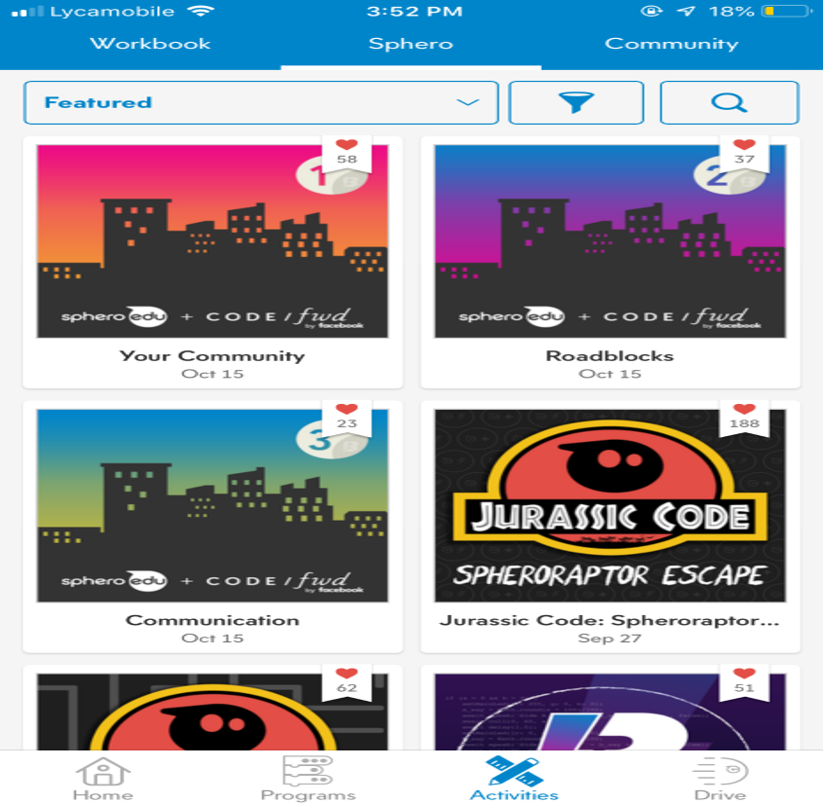 Lycamobile 3:52 PM 18%
Workbook Sphero Community
Featured
58
37
1
2
sphero edu + CODE / fwd
by facebook
sphero edu + CODE / fwd
by facebook
Your Community
Oct 15
Roadblocks
Oct 15
23
188
3
sphero edu + CODE / fwd
by facebook
JURASSIC CODE
SPHERORAPTOR ESCAPE
Communication
Oct 15
Jurassic Code: Spheroraptor...
Sep 27
62
51
Home Programs Activities Drive